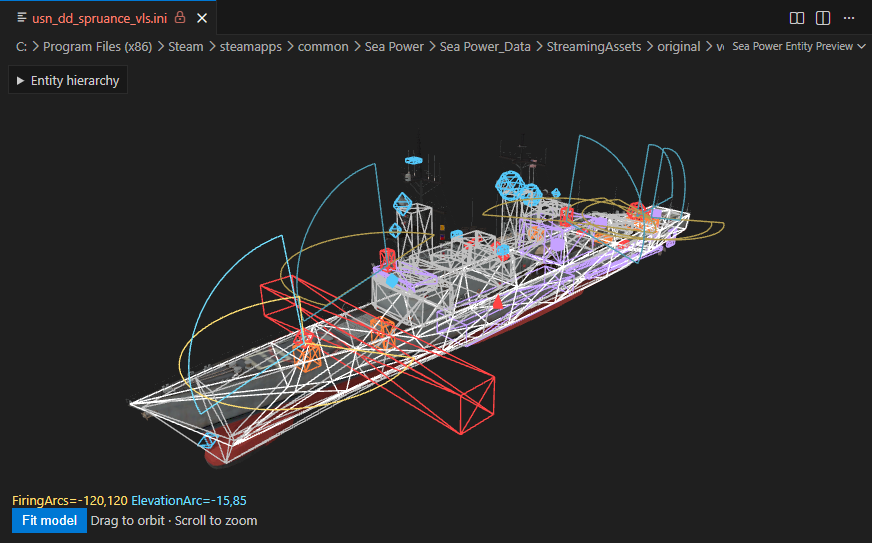 usn_dd_spruance_vls.ini
C: > Program Files (x86) > Steam > steamapps > common > Sea Power > Sea Power_Data > StreamingAssets > original > Sea Power Entity Preview
Entity hierarchy
FiringArcs=-120,120 ElevationArc=-15,85
Fit model Drag to orbit · Scroll to zoom